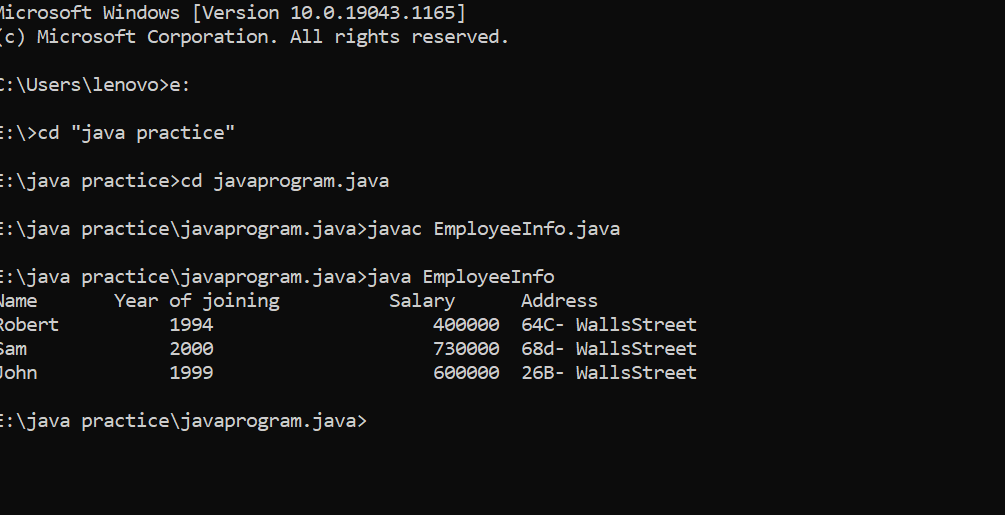 Microsoft Windows [Version 10.0.19043.1165]
(c) Microsoft Corporation. All rights reserved.
C:\Users\lenovo>e:
E:\>cd "java practice"
E:\java practice>cd javaprogram.java
E:\java practice\javaprogram.java>javac EmployeeInfo.java
E:\java practice\javaprogram.java>java EmployeeInfo
Name Year of joining Salary Address
Robert 1994 400000 64C- WallsStreet
Sam 2000 730000 68d- WallsStreet
John 1999 600000 26B- WallsStreet
E:\java practice\javaprogram.java>